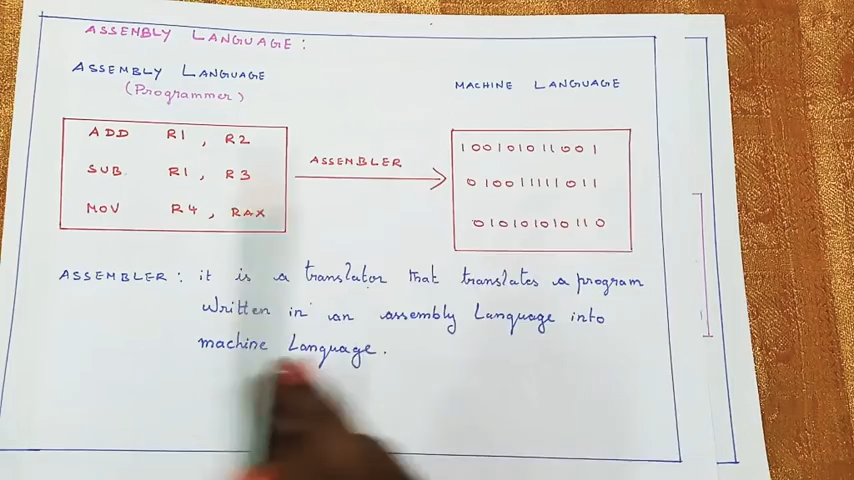 ASSEMBLY LANGUAGE :
ASSEMBLY LANGUAGE
(Programmer)
MACHINE LANGUAGE
ADD R1 , R2
SUB R1 , R3
MOV R4 , RAX
ASSEMBLER
100101011001
010011111011
01010101010110
ASSEMBLER : it is a translator that translates a program
written in an assembly Language into
machine Language.